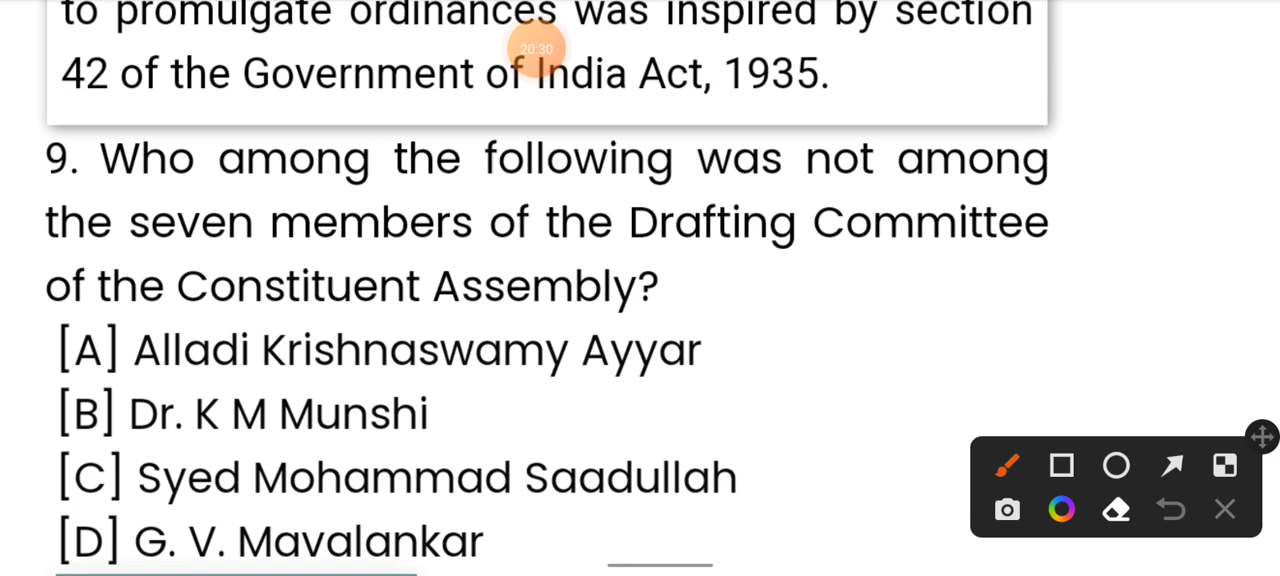 to promulgate ordinances was inspired by section
20:30
42 of the Government of India Act, 1935.
9. Who among the following was not among
the seven members of the Drafting Committee
of the Constituent Assembly?
[A] Alladi Krishnaswamy Ayyar
[B] Dr. K M Munshi
[C] Syed Mohammad Saadullah
[D] G. V. Mavalankar